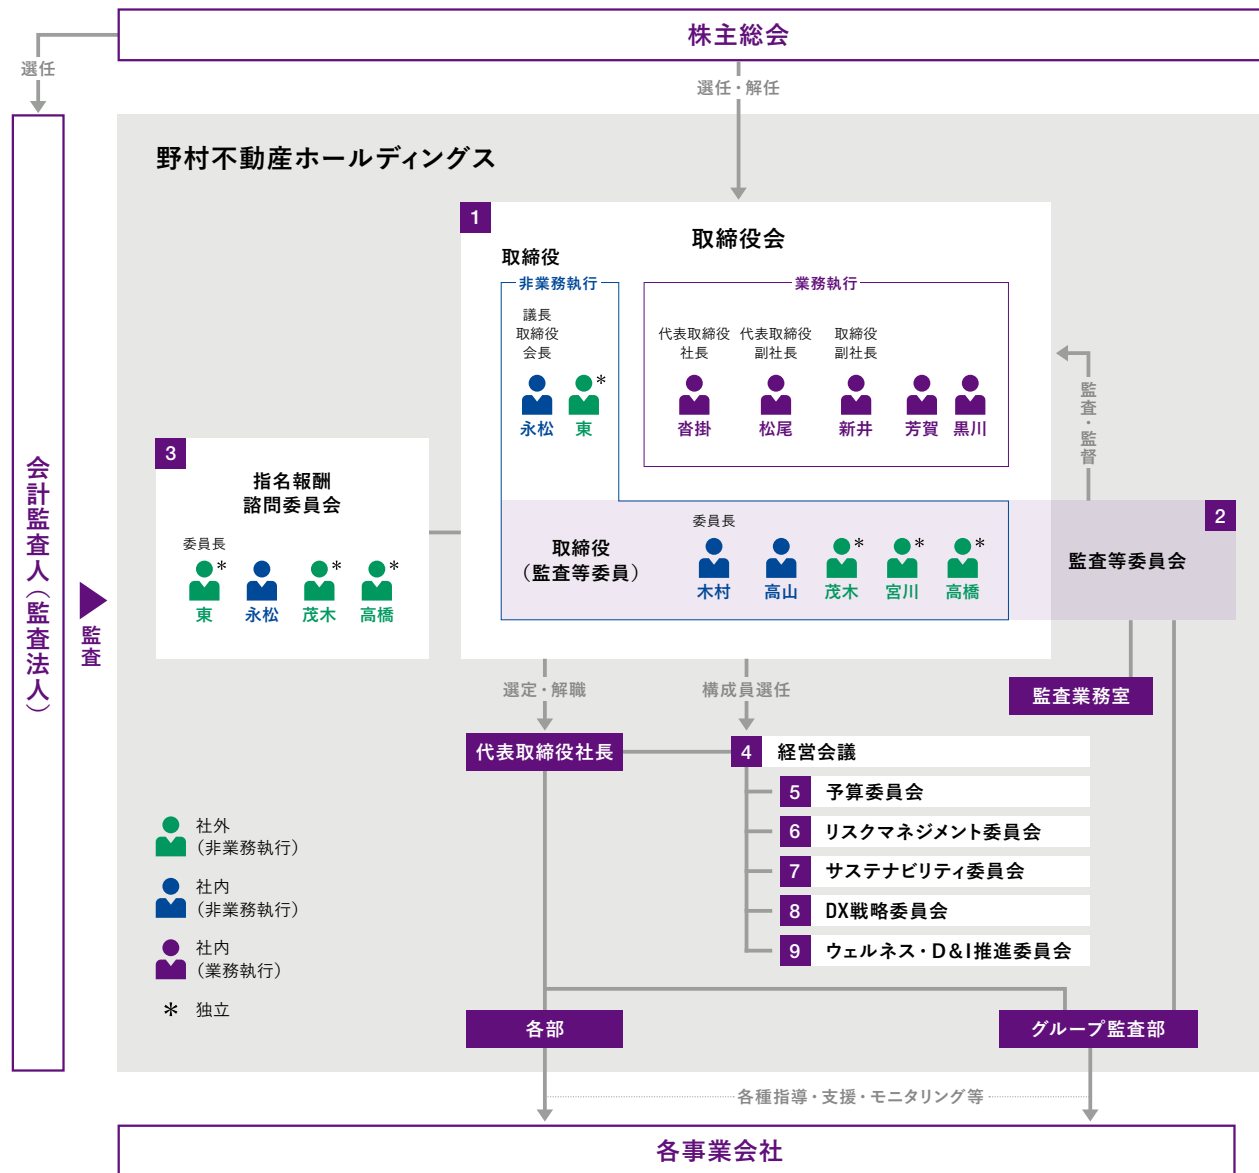 株主総会
選任
選任・解任
野村不動産ホールディングス
1
取締役会
取締役
非業務執行
業務執行
議長
取締役
会長
代表取締役
社長
代表取締役
副社長
取締役
副社長
*
永松
東
沓掛
松尾
新井
芳賀
黒川
監査・監督
会計監査人（監査法人）
監査
3
指名報酬
諮問委員会
委員長
* * *
東
永松
茂木
高橋
取締役
（監査等委員）
委員長
* * *
木村
高山
茂木
宮川
高橋
2
監査等委員会
監査業務室
選定・解職
構成員選任
代表取締役社長
4 経営会議
5 予算委員会
6 リスクマネジメント委員会
7 サステナビリティ委員会
8 DX戦略委員会
9 ウェルネス・D&I推進委員会
社外
（非業務執行）
社内
（非業務執行）
社内
（業務執行）
* 独立
各部
グループ監査部
各種指導・支援・モニタリング等
各事業会社